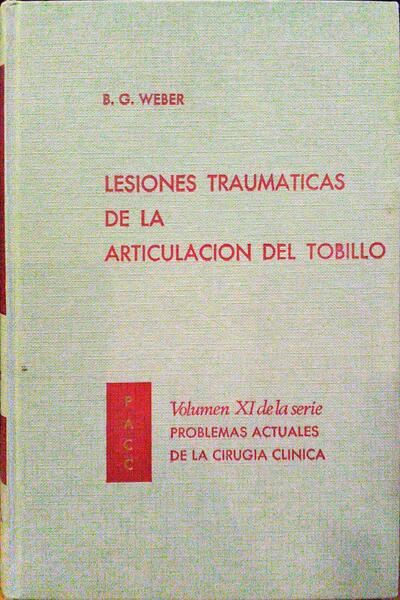 B. G. WEBER
LESIONES TRAUMATICAS
DE LA
ARTICULACION DEL TOBILLO
P
A
C
C
Volumen XI de la serie
PROBLEMAS ACTUALES
DE LA CIRUGIA CLINICA